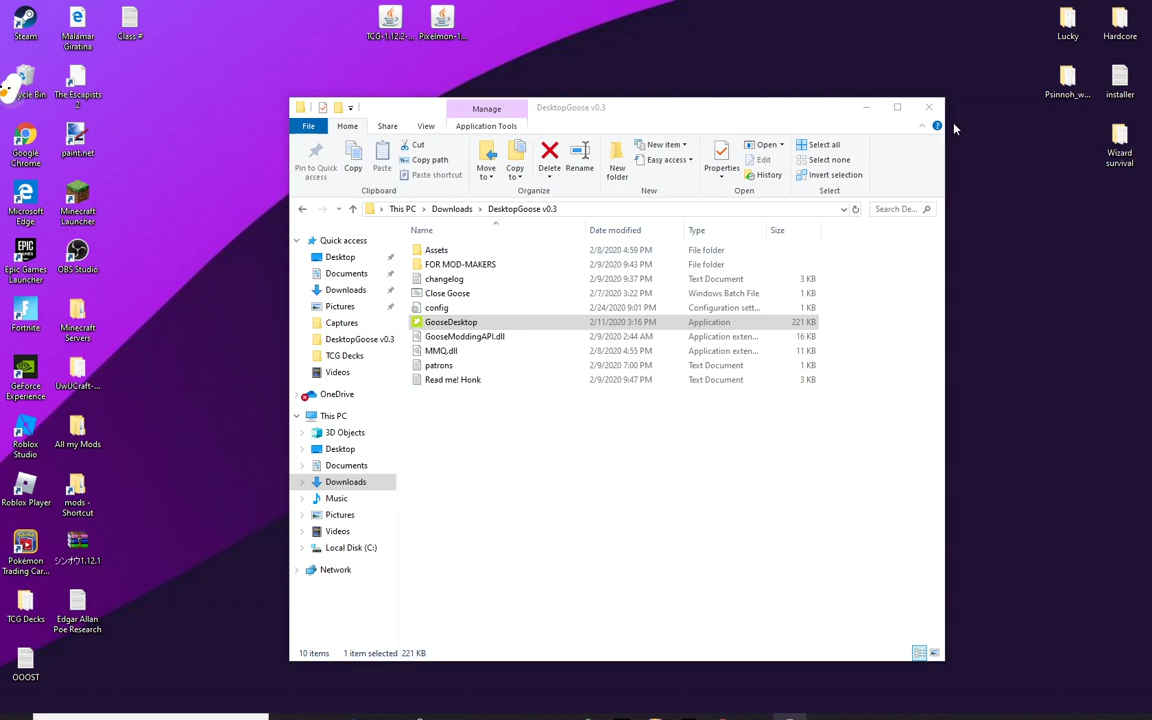 Steam
Malamar
Giratina
Class #
TCG-1.12.2-...
Pixelmon-1...
Lucky
Hardcore
The Escapists
2
Psinnoh_w...
installer
Google
Chrome
paint.net
Wizard
survival
Microsoft
Edge
Minecraft
Launcher
Epic Games
Launcher
OBS Studio
Fortnite
Minecraft
Servers
GeForce
Experience
UwUCraft-...
Roblox
Studio
All my Mods
Roblox Player
mods -
Shortcut
Pokémon
Trading Car...
シンオウ1.12.1
TCG Decks
Edgar Allan
Poe Research
OOOST
Manage
DesktopGoose v0.3
File
Home
Share
View
Application Tools
Pin to Quick
access
Copy
Paste
Cut
Copy path
Paste shortcut
Clipboard
Move
to
Copy
to
Delete
Rename
Organize
New
folder
New item
Easy access
New
Properties
Open
Edit
History
Open
Select all
Select none
Invert selection
Select
This PC
Downloads
DesktopGoose v0.3
Search De...
Name
Date modified
Type
Size
Quick access
Desktop
Documents
Downloads
Pictures
Captures
DesktopGoose v0.3
TCG Decks
Videos
OneDrive
This PC
3D Objects
Desktop
Documents
Downloads
Music
Pictures
Videos
Local Disk (C:)
Network
Assets 2/8/2020 4:59 PM File folder
FOR MOD-MAKERS 2/9/2020 9:43 PM File folder
changelog 2/9/2020 9:37 PM Text Document 3 KB
Close Goose 2/7/2020 3:22 PM Windows Batch File 1 KB
config 2/24/2020 9:01 PM Configuration sett... 1 KB
GooseDesktop 2/11/2020 3:16 PM Application 221 KB
GooseModdingAPI.dll 2/9/2020 2:44 AM Application exten... 16 KB
MMQ.dll 2/8/2020 4:55 PM Application exten... 11 KB
patrons 2/9/2020 7:00 PM Text Document 1 KB
Read me! Honk 2/9/2020 9:47 PM Text Document 3 KB
10 items
1 item selected 221 KB